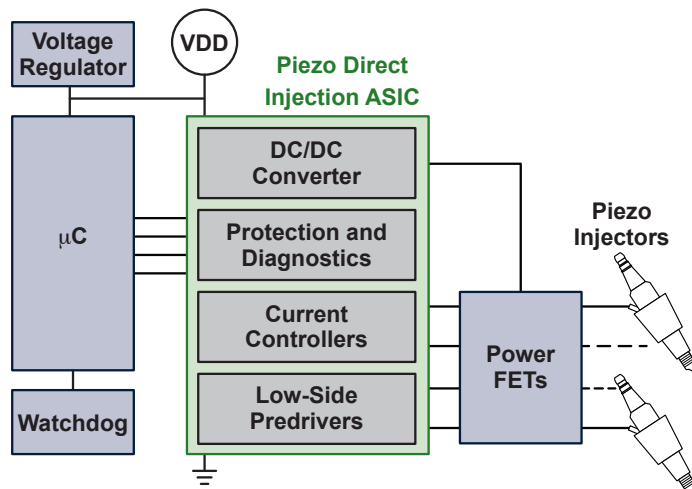 Voltage
Regulator
VDD
Piezo Direct
Injection ASIC
DC/DC
Converter
μC
Protection and
Diagnostics
Piezo
Injectors
Current
Controllers
Power
FETs
Low-Side
Predrivers
Watchdog